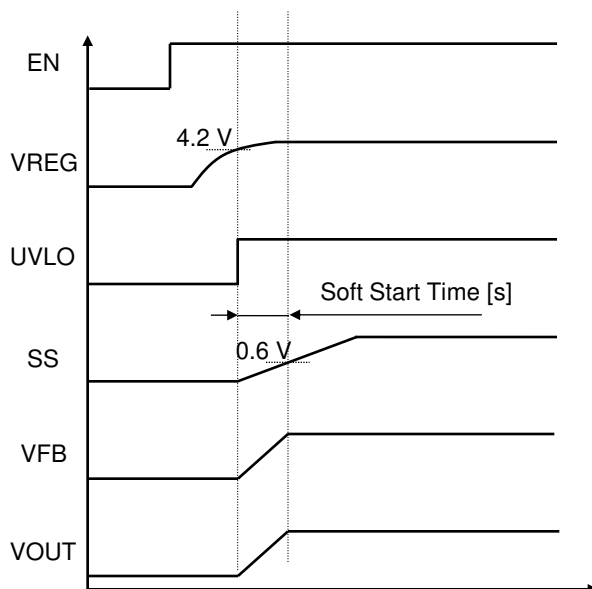 EN
4.2 V
VREG
UVLO
Soft Start Time [s]
0.6 V
SS
VFB
VOUT